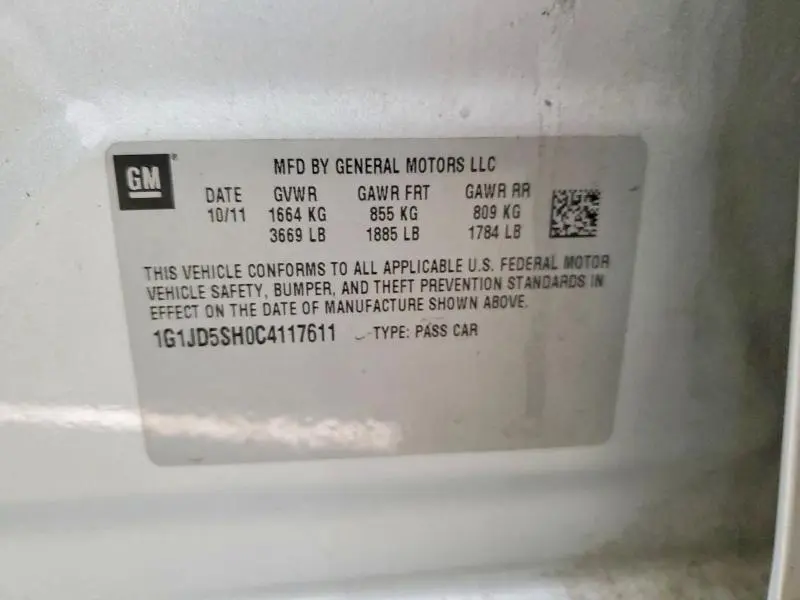 GM®
MFD BY GENERAL MOTORS LLC
DATE GVWR GAWR FRT GAWR RR
10/11 1664 KG 855 KG 809 KG
3669 LB 1885 LB 1784 LB
THIS VEHICLE CONFORMS TO ALL APPLICABLE U.S. FEDERAL MOTOR
VEHICLE SAFETY, BUMPER, AND THEFT PREVENTION STANDARDS IN
EFFECT ON THE DATE OF MANUFACTURE SHOWN ABOVE.
1G1JD5SH0C4117611 TYPE: PASS CAR